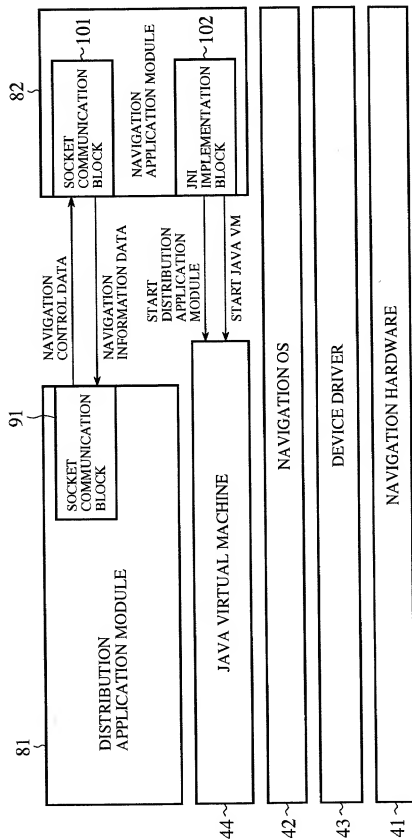 81
DISTRIBUTION
APPLICATION MODULE
91
SOCKET
COMMUNICATION
BLOCK
NAVIGATION
CONTROL DATA
NAVIGATION
INFORMATION DATA
82
SOCKET
COMMUNICATION
BLOCK
101
NAVIGATION
APPLICATION MODULE
JNI
IMPLEMENTATION
BLOCK
102
START
DISTRIBUTION
APPLICATION
MODULE
START JAVA VM
44
JAVA VIRTUAL MACHINE
42
NAVIGATION OS
43
DEVICE DRIVER
41
NAVIGATION HARDWARE